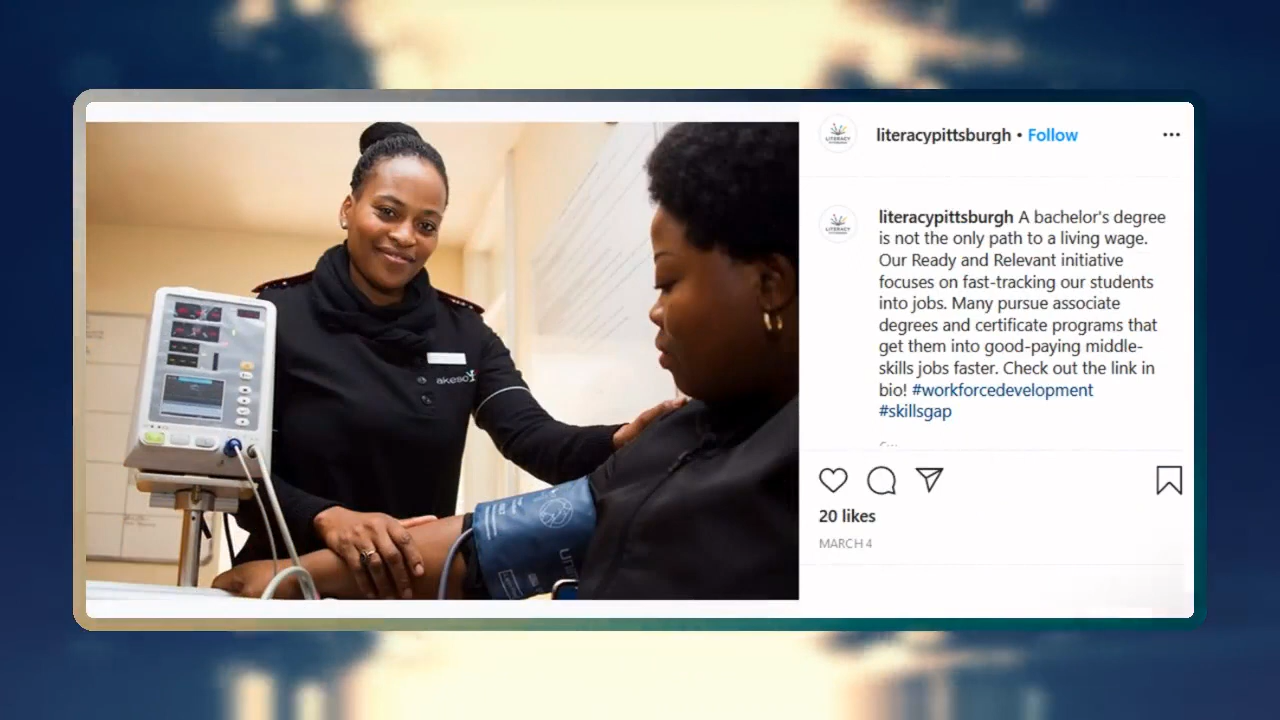 literacypittsburgh • Follow
LITERACY
LITERACY
literacypittsburgh A bachelor's degree
is not the only path to a living wage.
Our Ready and Relevant initiative
focuses on fast-tracking our students
into jobs. Many pursue associate
degrees and certificate programs that
get them into good-paying middle-
skills jobs faster. Check out the link in
bio! #workforcedevelopment
#skillsgap
20 likes
MARCH 4
akeso